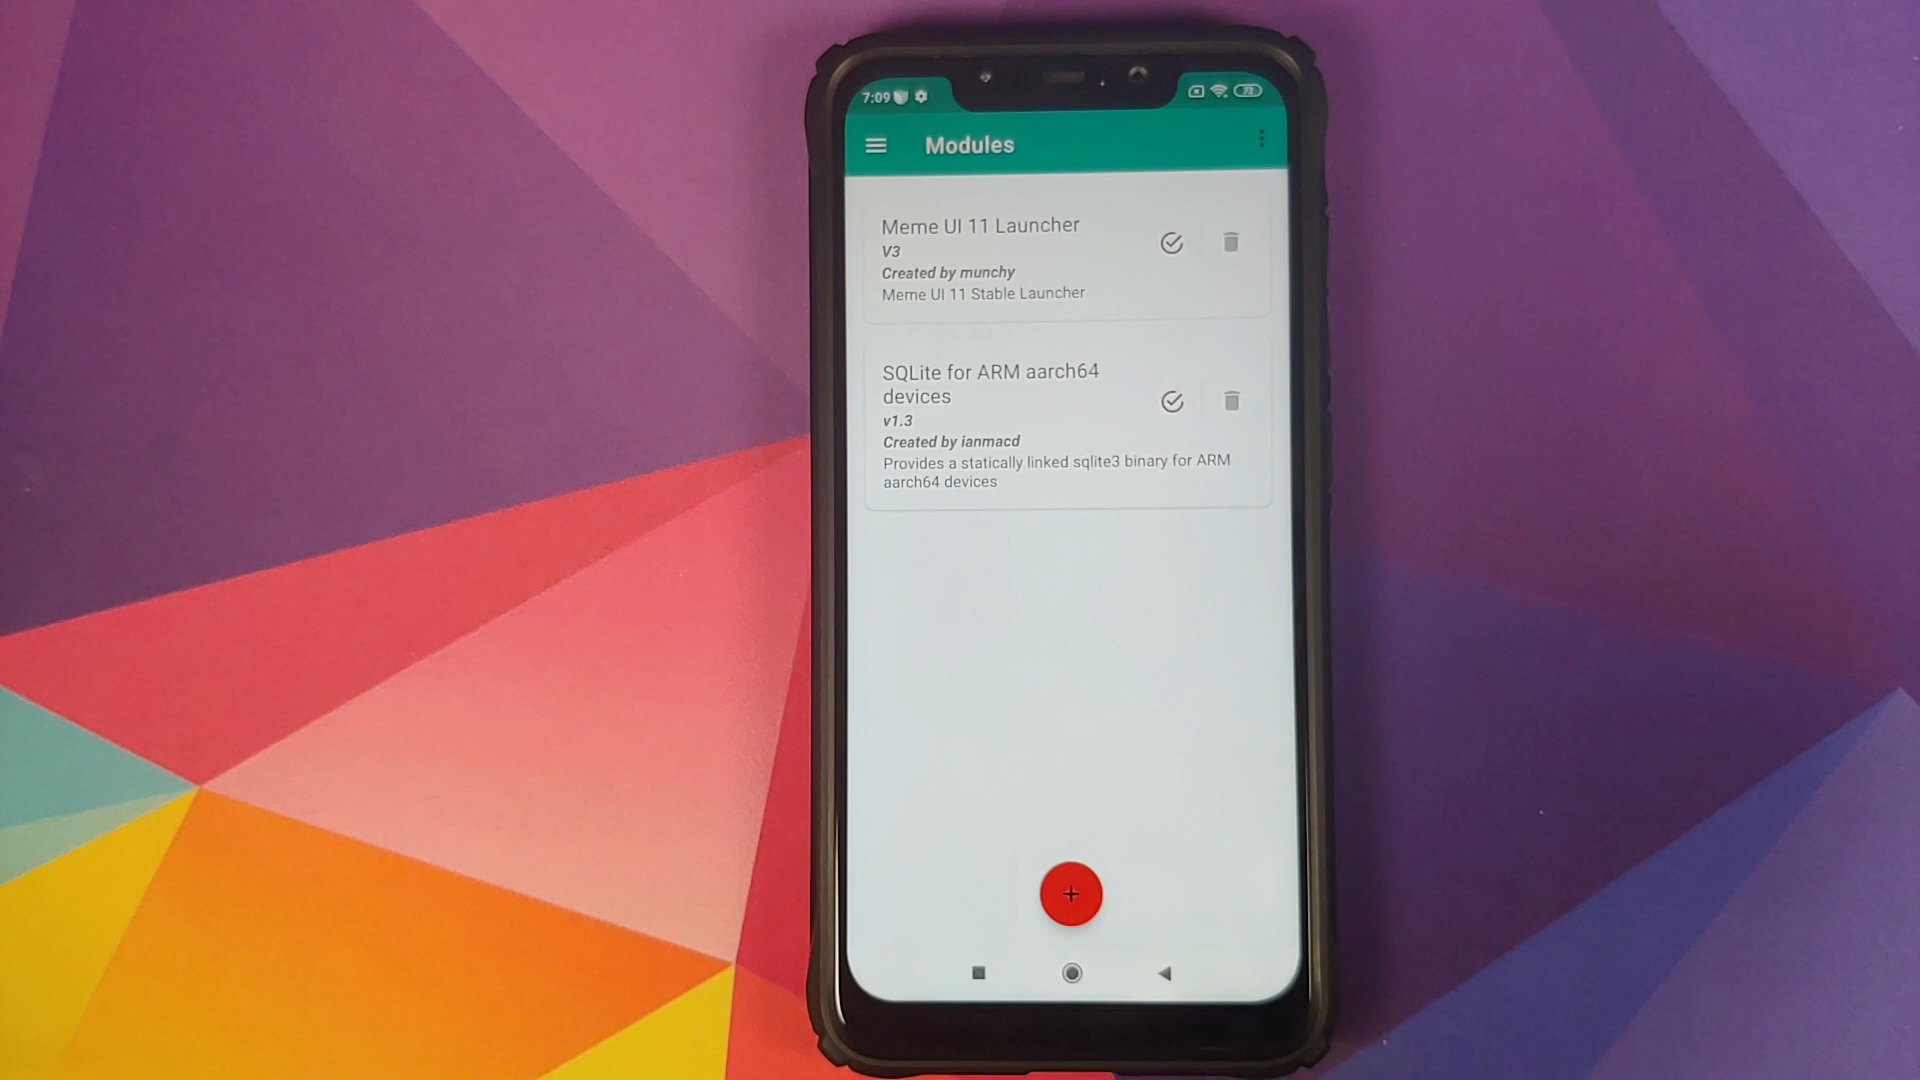 7:09
72
Modules
Meme UI 11 Launcher
V3
Created by munchy
Meme UI 11 Stable Launcher
SQLite for ARM aarch64
devices
v1.3
Created by ianmacd
Provides a statically linked sqlite3 binary for ARM
aarch64 devices